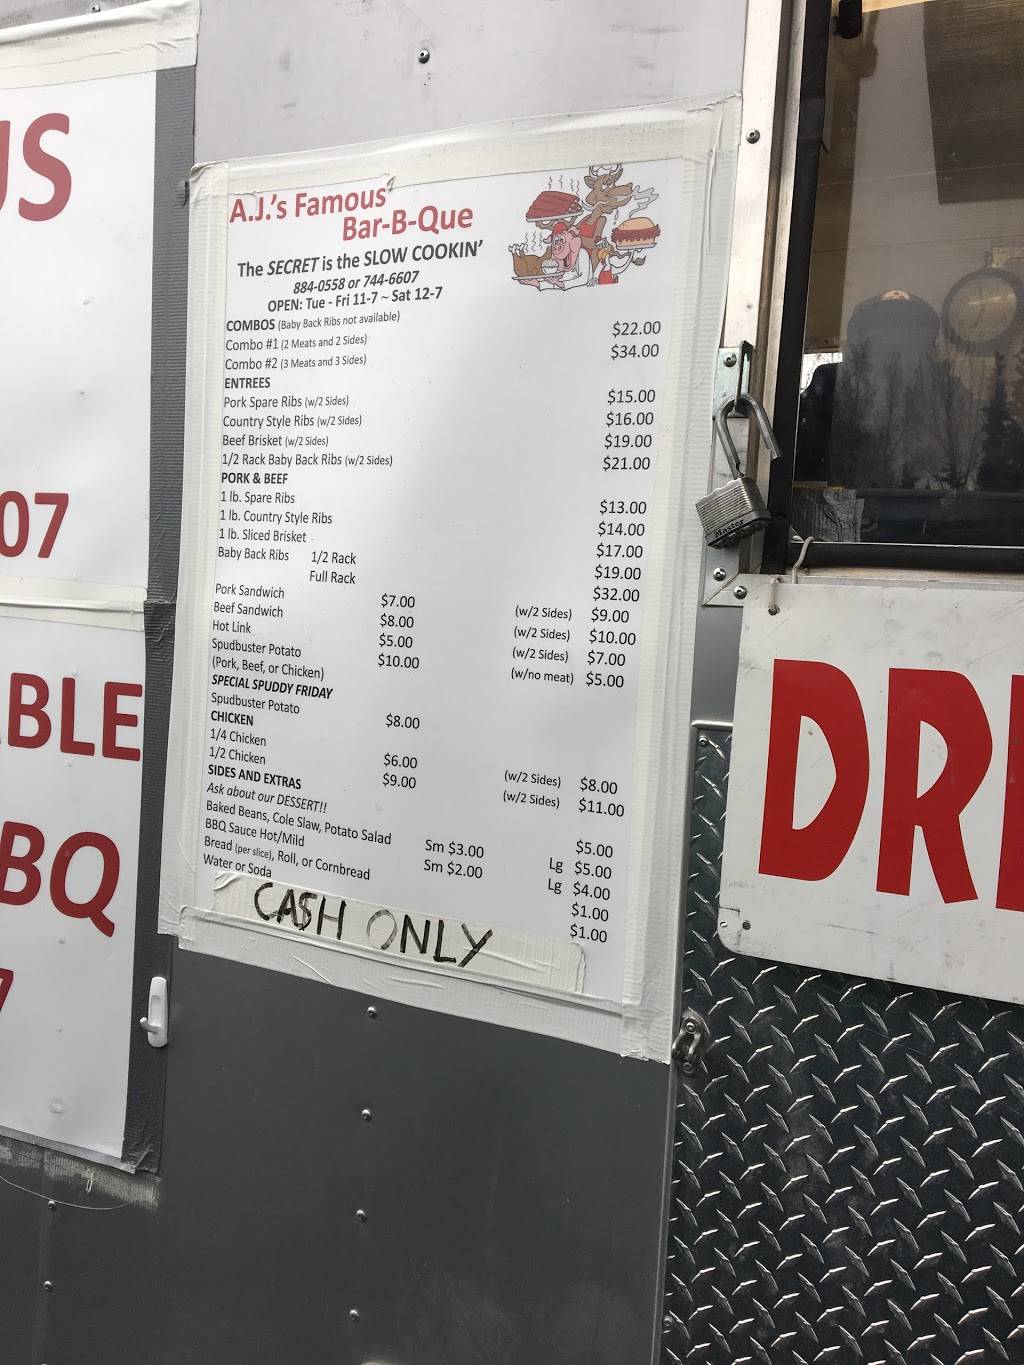 US
07
ABLE
BBQ
7
A.J.'s Famous
Bar-B-Que
The SECRET is the SLOW COOKIN'
884-0558 or 744-6607
OPEN: Tue - Fri 11-7 ~ Sat 12-7
COMBOS (Baby Back Ribs not available)
Combo #1 (2 Meats and 2 Sides) $22.00
Combo #2 (3 Meats and 3 Sides) $34.00
ENTREES
Pork Spare Ribs (w/2 Sides) $15.00
Country Style Ribs (w/2 Sides) $16.00
Beef Brisket (w/2 Sides) $19.00
1/2 Rack Baby Back Ribs (w/2 Sides) $21.00
PORK & BEEF
1 lb. Spare Ribs $13.00
1 lb. Country Style Ribs $14.00
1 lb. Sliced Brisket $17.00
Baby Back Ribs 1/2 Rack $19.00
Full Rack $32.00
Pork Sandwich $7.00 (w/2 Sides) $9.00
Beef Sandwich $8.00 (w/2 Sides) $10.00
Hot Link $5.00 (w/2 Sides) $7.00
Spudbuster Potato $10.00 (w/no meat) $5.00
(Pork, Beef, or Chicken)
SPECIAL SPUDDY FRIDAY
Spudbuster Potato $8.00
CHICKEN
1/4 Chicken $6.00 (w/2 Sides) $8.00
1/2 Chicken $9.00 (w/2 Sides) $11.00
SIDES AND EXTRAS
Ask about our DESSERT!! $5.00
Baked Beans, Cole Slaw, Potato Salad Sm $3.00 Lg $5.00
BBQ Sauce Hot/Mild Sm $2.00 Lg $4.00
Bread (per slice), Roll, or Cornbread $1.00
Water or Soda $1.00
CASH ONLY
Master
DRI